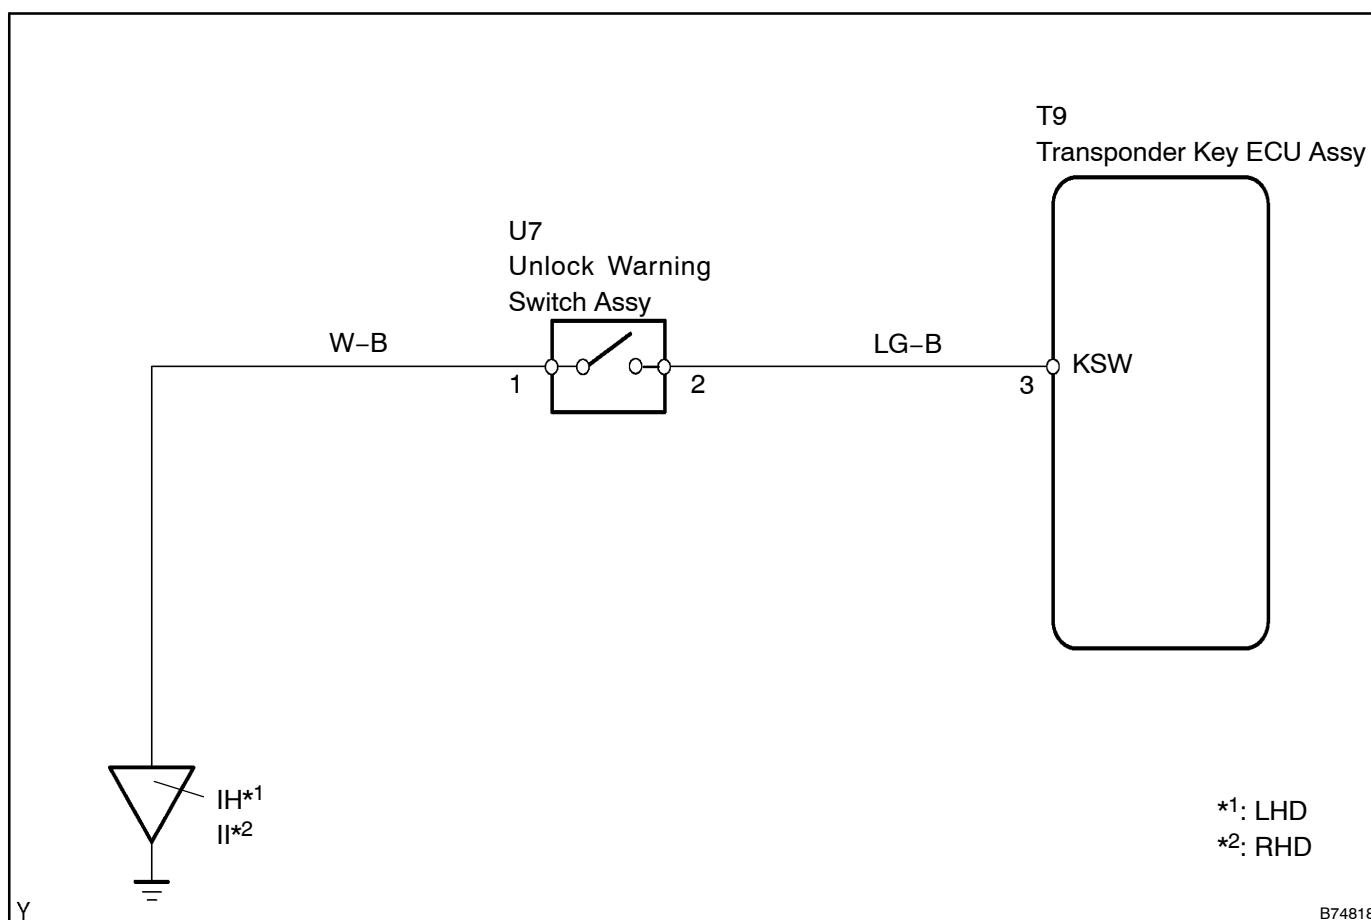 T9
Transponder Key ECU Assy
U7
Unlock Warning
Switch Assy
W–B
LG–B
1
2
3
KSW
IH*1
II*2
*1: LHD
*2: RHD
Y
B74818